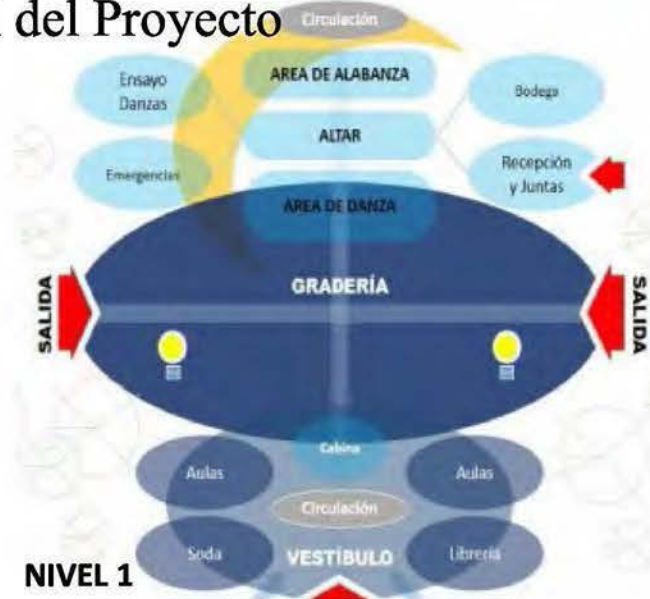 del Proyecto
Circulación
AREA DE ALABANZA
Ensayo
Danzas
Bodega
ALTAR
Emergencias
Recepción
y Juntas
ÁREA DE DANZA
GRADERÍA
SALIDA
SALIDA
Cabina
Aulas
Aulas
Circulación
Soda
VESTÍBULO
Librería
NIVEL 1